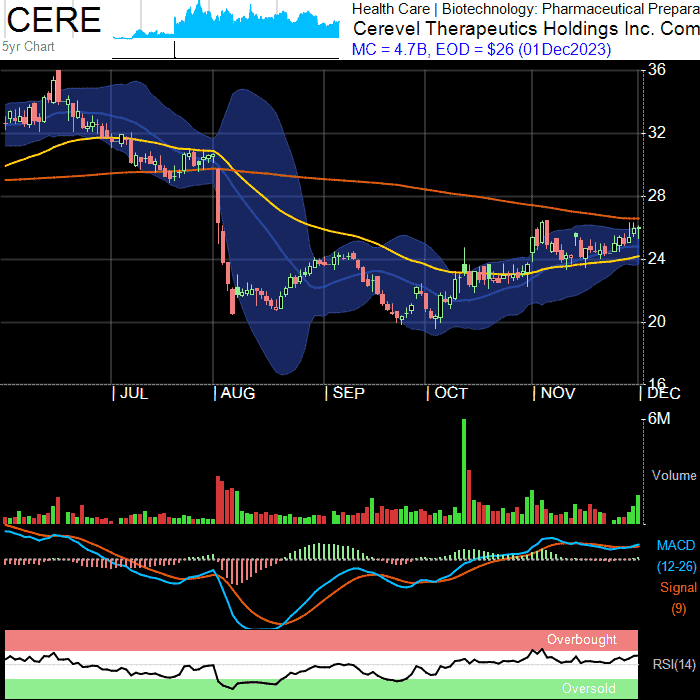 CERE
5yr Chart
Health Care | Biotechnology: Pharmaceutical Prepara
Cerevel Therapeutics Holdings Inc. Com
MC = 4.7B, EOD = $26 (01Dec2023)
36
32
28
24
20
16
| JUL | AUG | SEP | OCT | NOV | DEC
6M
Volume
MACD
(12-26)
Signal
(9)
Overbought
RSI(14)
Oversold